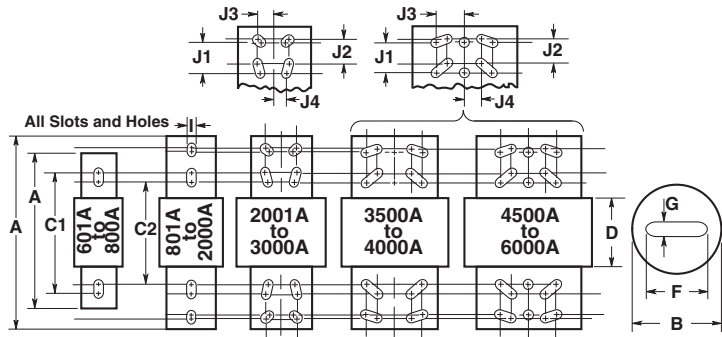 J3
J1
J2
J4
J3
J1
J2
J4
All Slots and Holes
I
A
A
C1
601A
to
800A
C2
801A
to
2000A
2001A
to
3000A
3500A
to
4000A
4500A
to
6000A
D
G
F
B